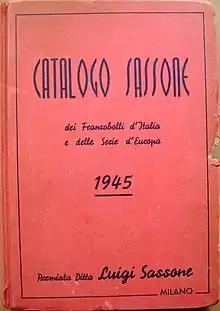 CATALOGO SASSONE
dei Francobolli d'Italia
e delle Serie d'Europa
1945
Premiata Ditta Luigi Sassone
MILANO